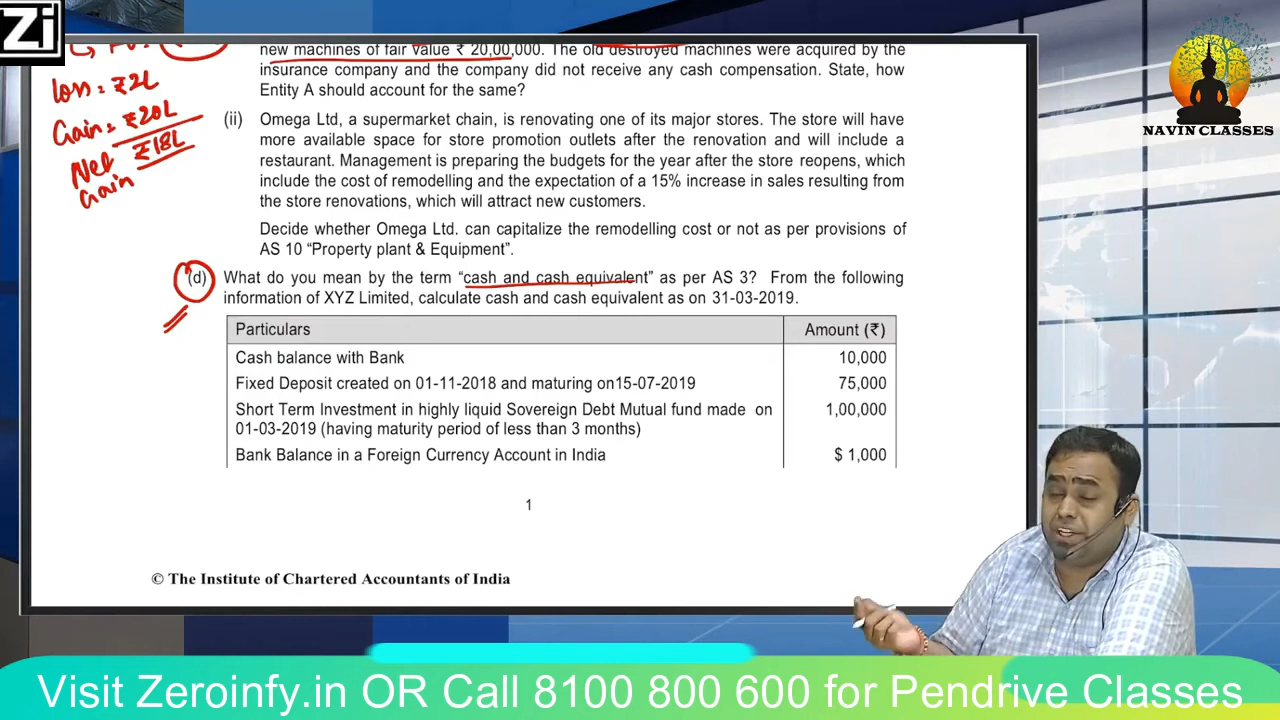 Zi
NAVIN CLASSES
Loss = ₹2L
Gain = ₹20L
Net ₹18L
Gain
new machines of fair value ₹ 20,00,000. The old destroyed machines were acquired by the
insurance company and the company did not receive any cash compensation. State, how
Entity A should account for the same?
(ii) Omega Ltd, a supermarket chain, is renovating one of its major stores. The store will have
more available space for store promotion outlets after the renovation and will include a
restaurant. Management is preparing the budgets for the year after the store reopens, which
include the cost of remodelling and the expectation of a 15% increase in sales resulting from
the store renovations, which will attract new customers.
Decide whether Omega Ltd. can capitalize the remodelling cost or not as per provisions of
AS 10 “Property plant & Equipment”.
(d) What do you mean by the term “cash and cash equivalent” as per AS 3? From the following
information of XYZ Limited, calculate cash and cash equivalent as on 31-03-2019.
Particulars Amount (₹)
Cash balance with Bank 10,000
Fixed Deposit created on 01-11-2018 and maturing on15-07-2019 75,000
Short Term Investment in highly liquid Sovereign Debt Mutual fund made on 1,00,000
01-03-2019 (having maturity period of less than 3 months)
Bank Balance in a Foreign Currency Account in India $ 1,000
1
© The Institute of Chartered Accountants of India
Visit Zeroinfy.in OR Call 8100 800 600 for Pendrive Classes